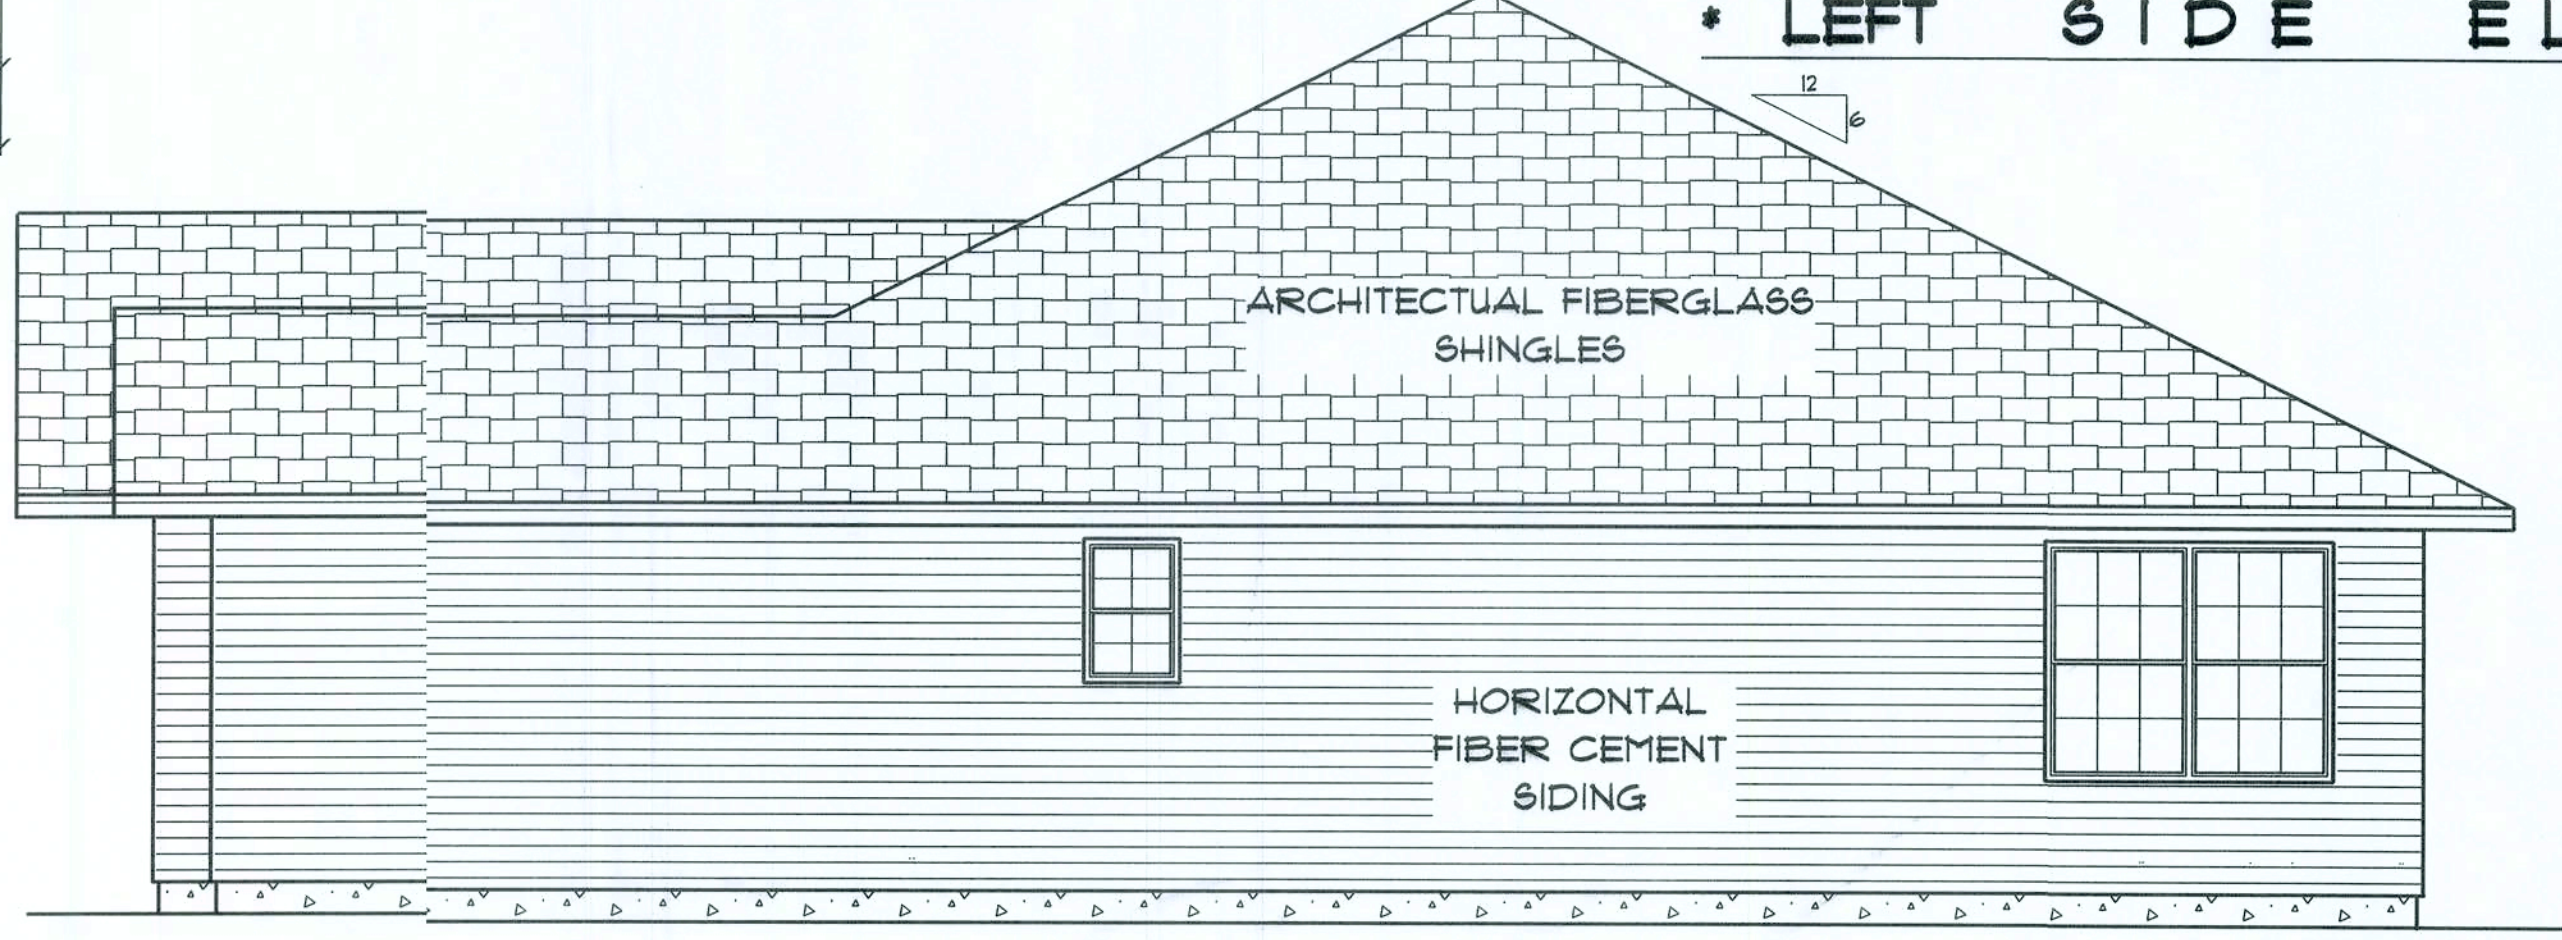 * LEFT SIDE EL
12
6
ARCHITECTUAL FIBERGLASS
SHINGLES
HORIZONTAL
FIBER CEMENT
SIDING